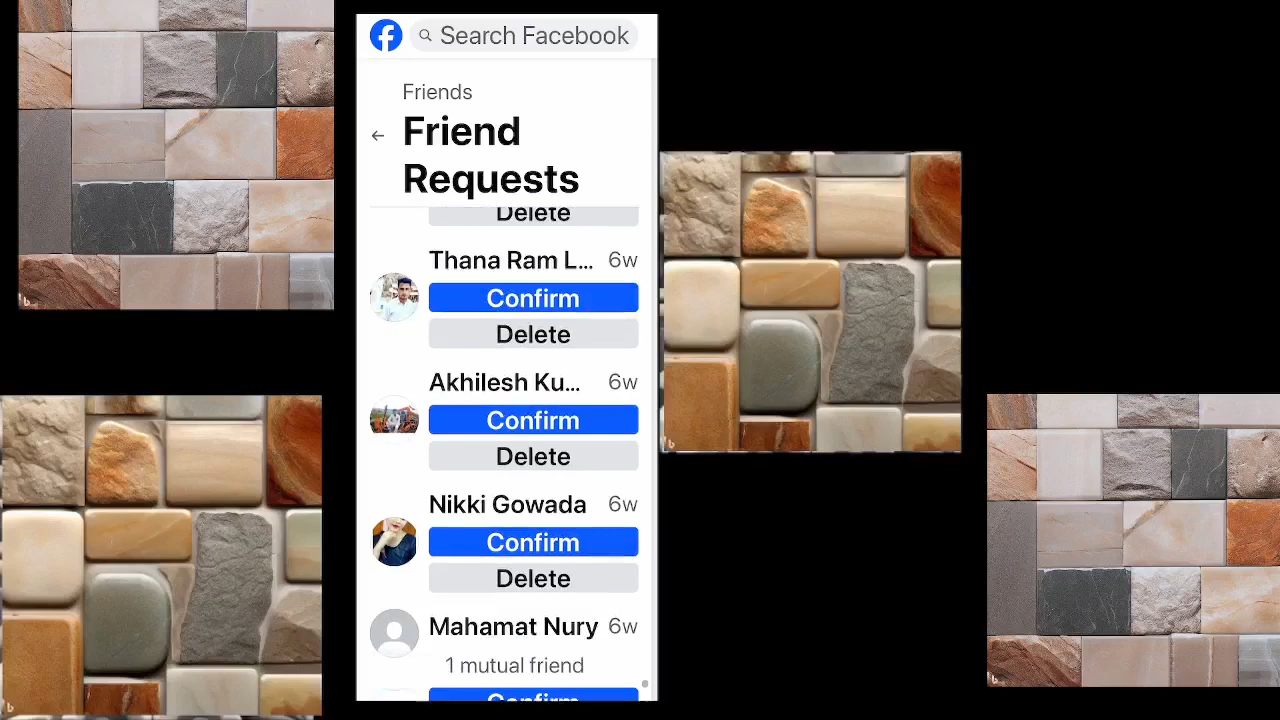 Search Facebook
Friends
Friend
Requests
Delete
Thana Ram L... 6w
Confirm
Delete
Akhilesh Ku... 6w
Confirm
Delete
Nikki Gowada 6w
Confirm
Delete
Mahamat Nury 6w
1 mutual friend
Confirm